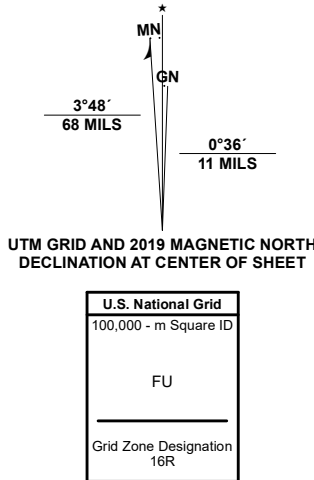 ★
MN
GN
3°48´
68 MILS
0°36´
11 MILS
UTM GRID AND 2019 MAGNETIC NORTH
DECLINATION AT CENTER OF SHEET
U.S. National Grid
100,000 - m Square ID
FU
Grid Zone Designation
16R